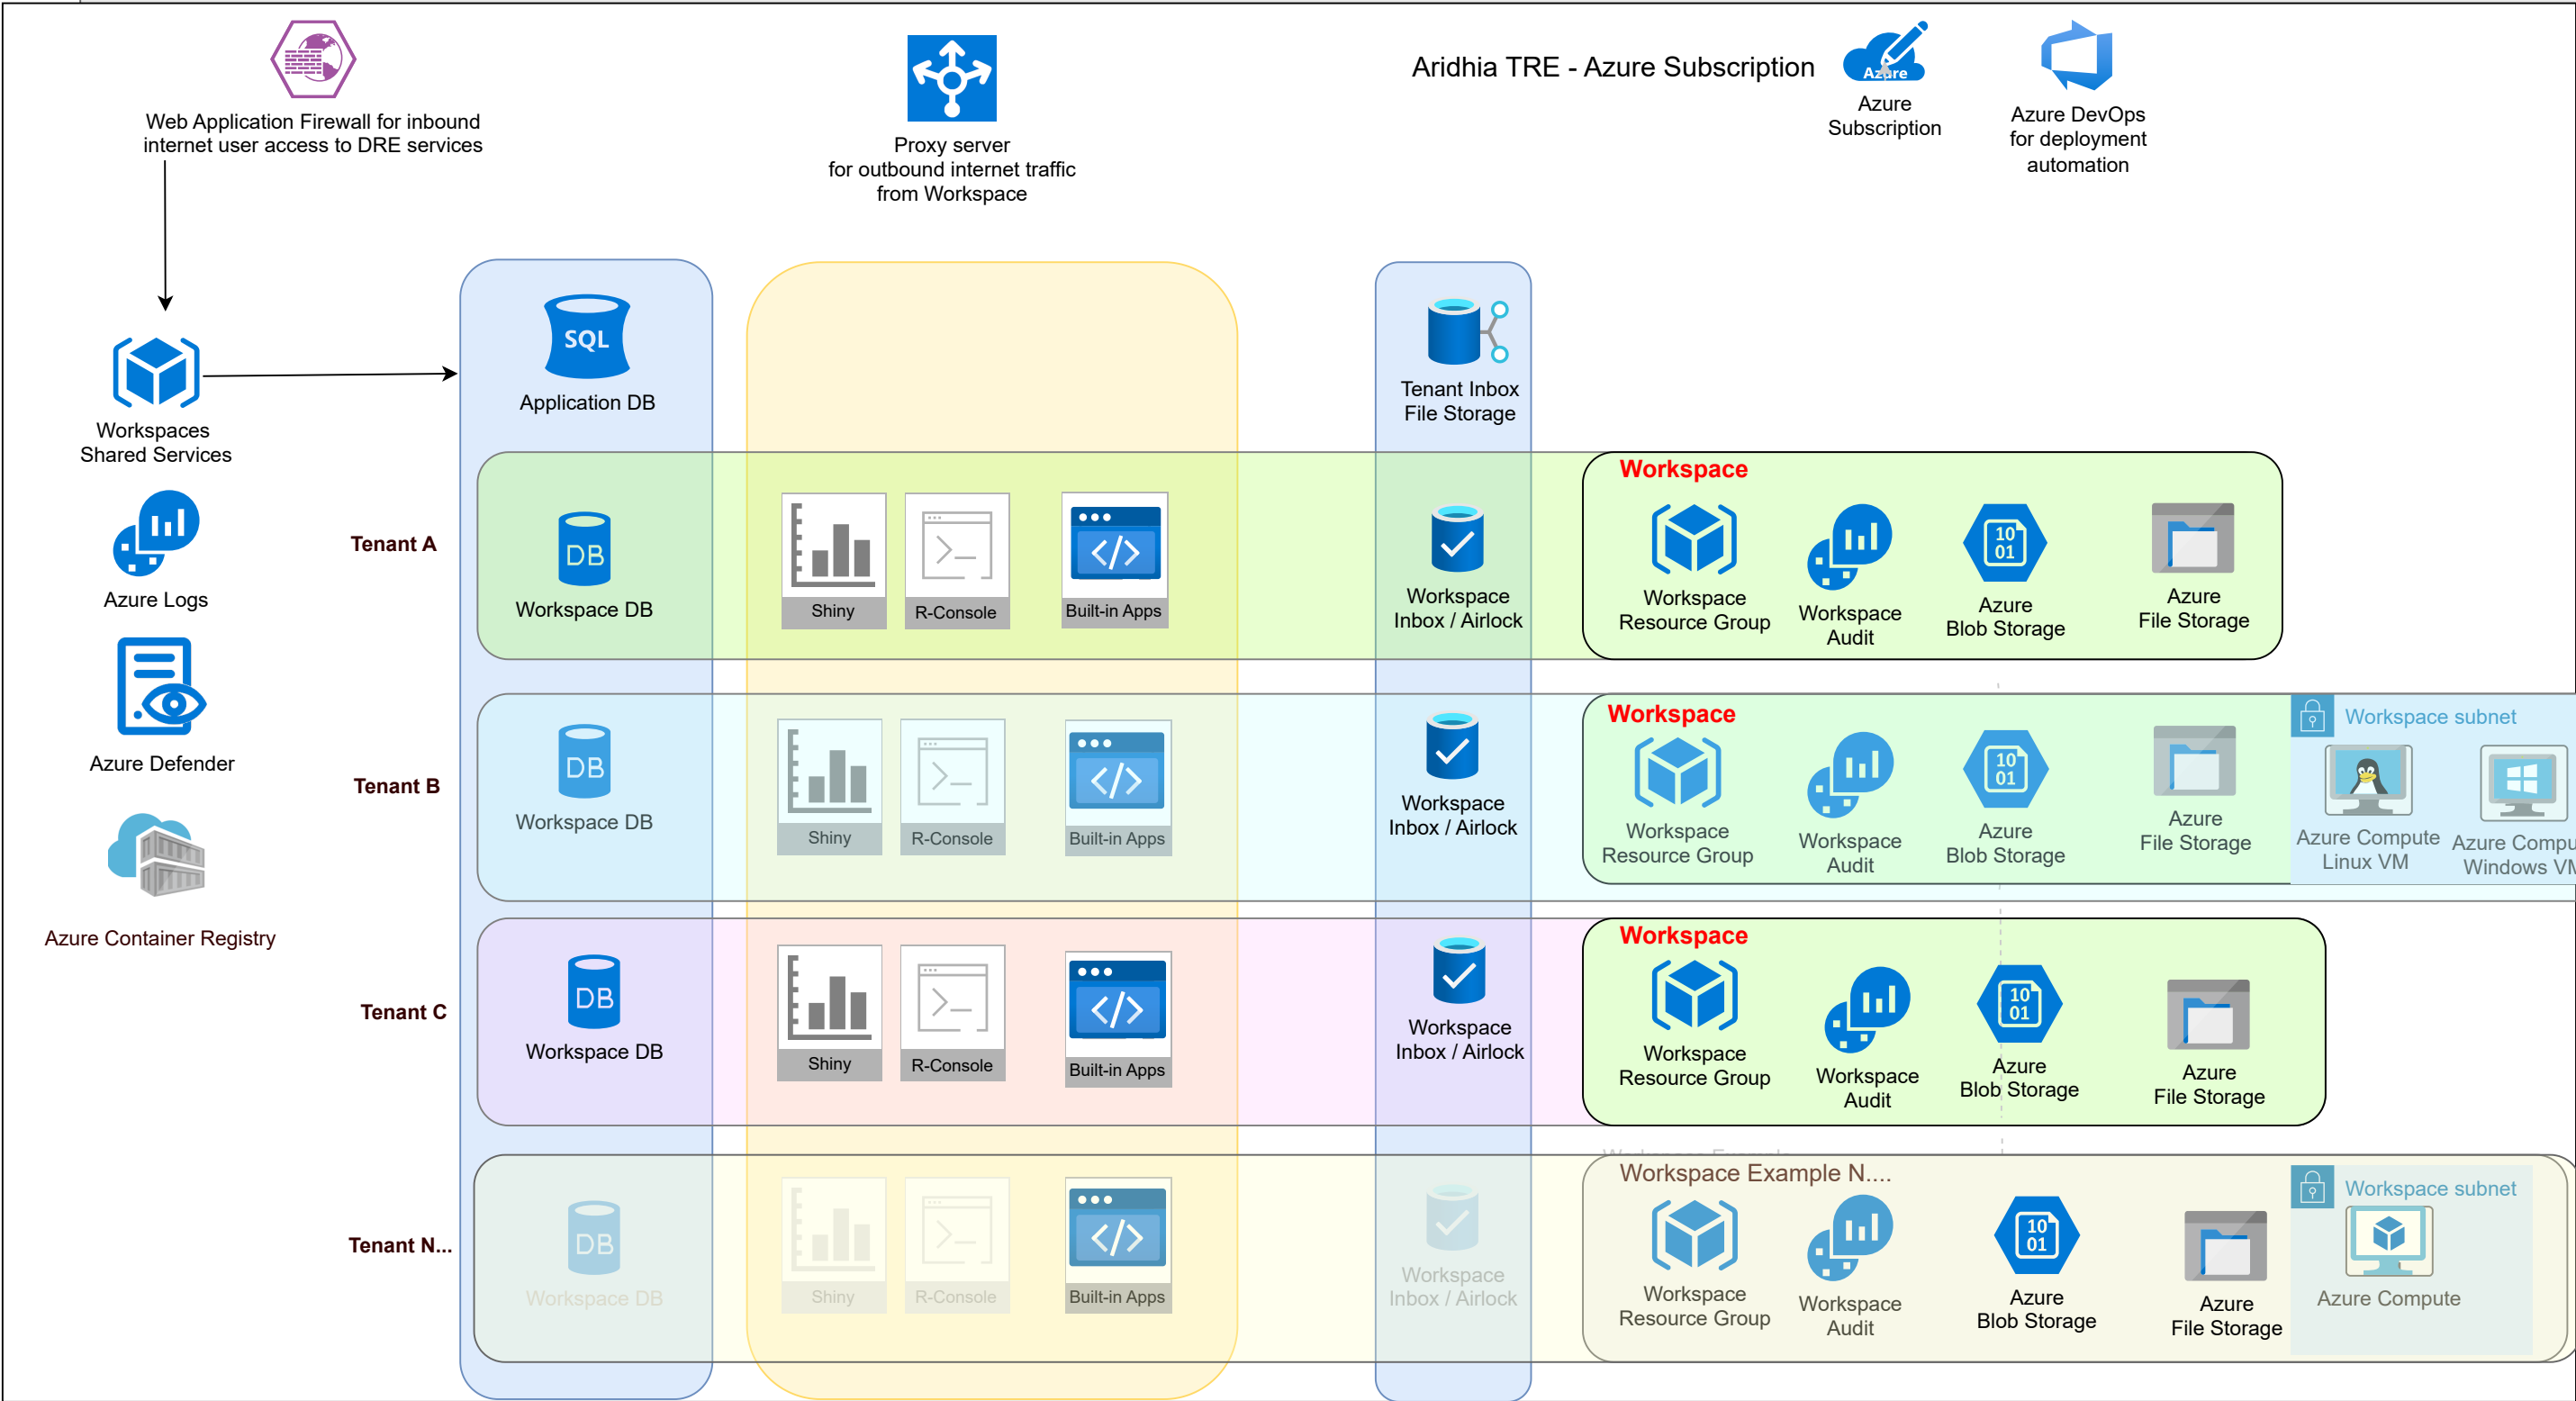 Web Application Firewall for inbound
internet user access to DRE services
Proxy server
for outbound internet traffic
from Workspace
Aridhia TRE - Azure Subscription
Azure
Azure
Subscription
Azure DevOps
for deployment
automation
SQL
Application DB
Tenant Inbox
File Storage
Workspaces
Shared Services
Azure Logs
Azure Defender
Azure Container Registry
Tenant A
DB
Workspace DB
Shiny
R-Console
Built-in Apps
Workspace
Inbox / Airlock
Workspace
Workspace
Resource Group
Workspace
Audit
10
01
Azure
Blob Storage
Azure
File Storage
Tenant B
DB
Workspace DB
Shiny
R-Console
Built-in Apps
Workspace
Inbox / Airlock
Workspace
Workspace
Resource Group
Workspace
Audit
10
01
Azure
Blob Storage
Azure
File Storage
Workspace subnet
Azure Compute
Linux VM
Azure Compu
Windows VM
Tenant C
DB
Workspace DB
Shiny
R-Console
Built-in Apps
Workspace
Inbox / Airlock
Workspace
Workspace
Resource Group
Workspace
Audit
10
01
Azure
Blob Storage
Azure
File Storage
Tenant N...
DB
Workspace DB
Shiny
R-Console
Built-in Apps
Workspace
Inbox / Airlock
Workspace Example N....
Workspace
Resource Group
Workspace
Audit
10
01
Azure
Blob Storage
Azure
File Storage
Workspace subnet
Azure Compute